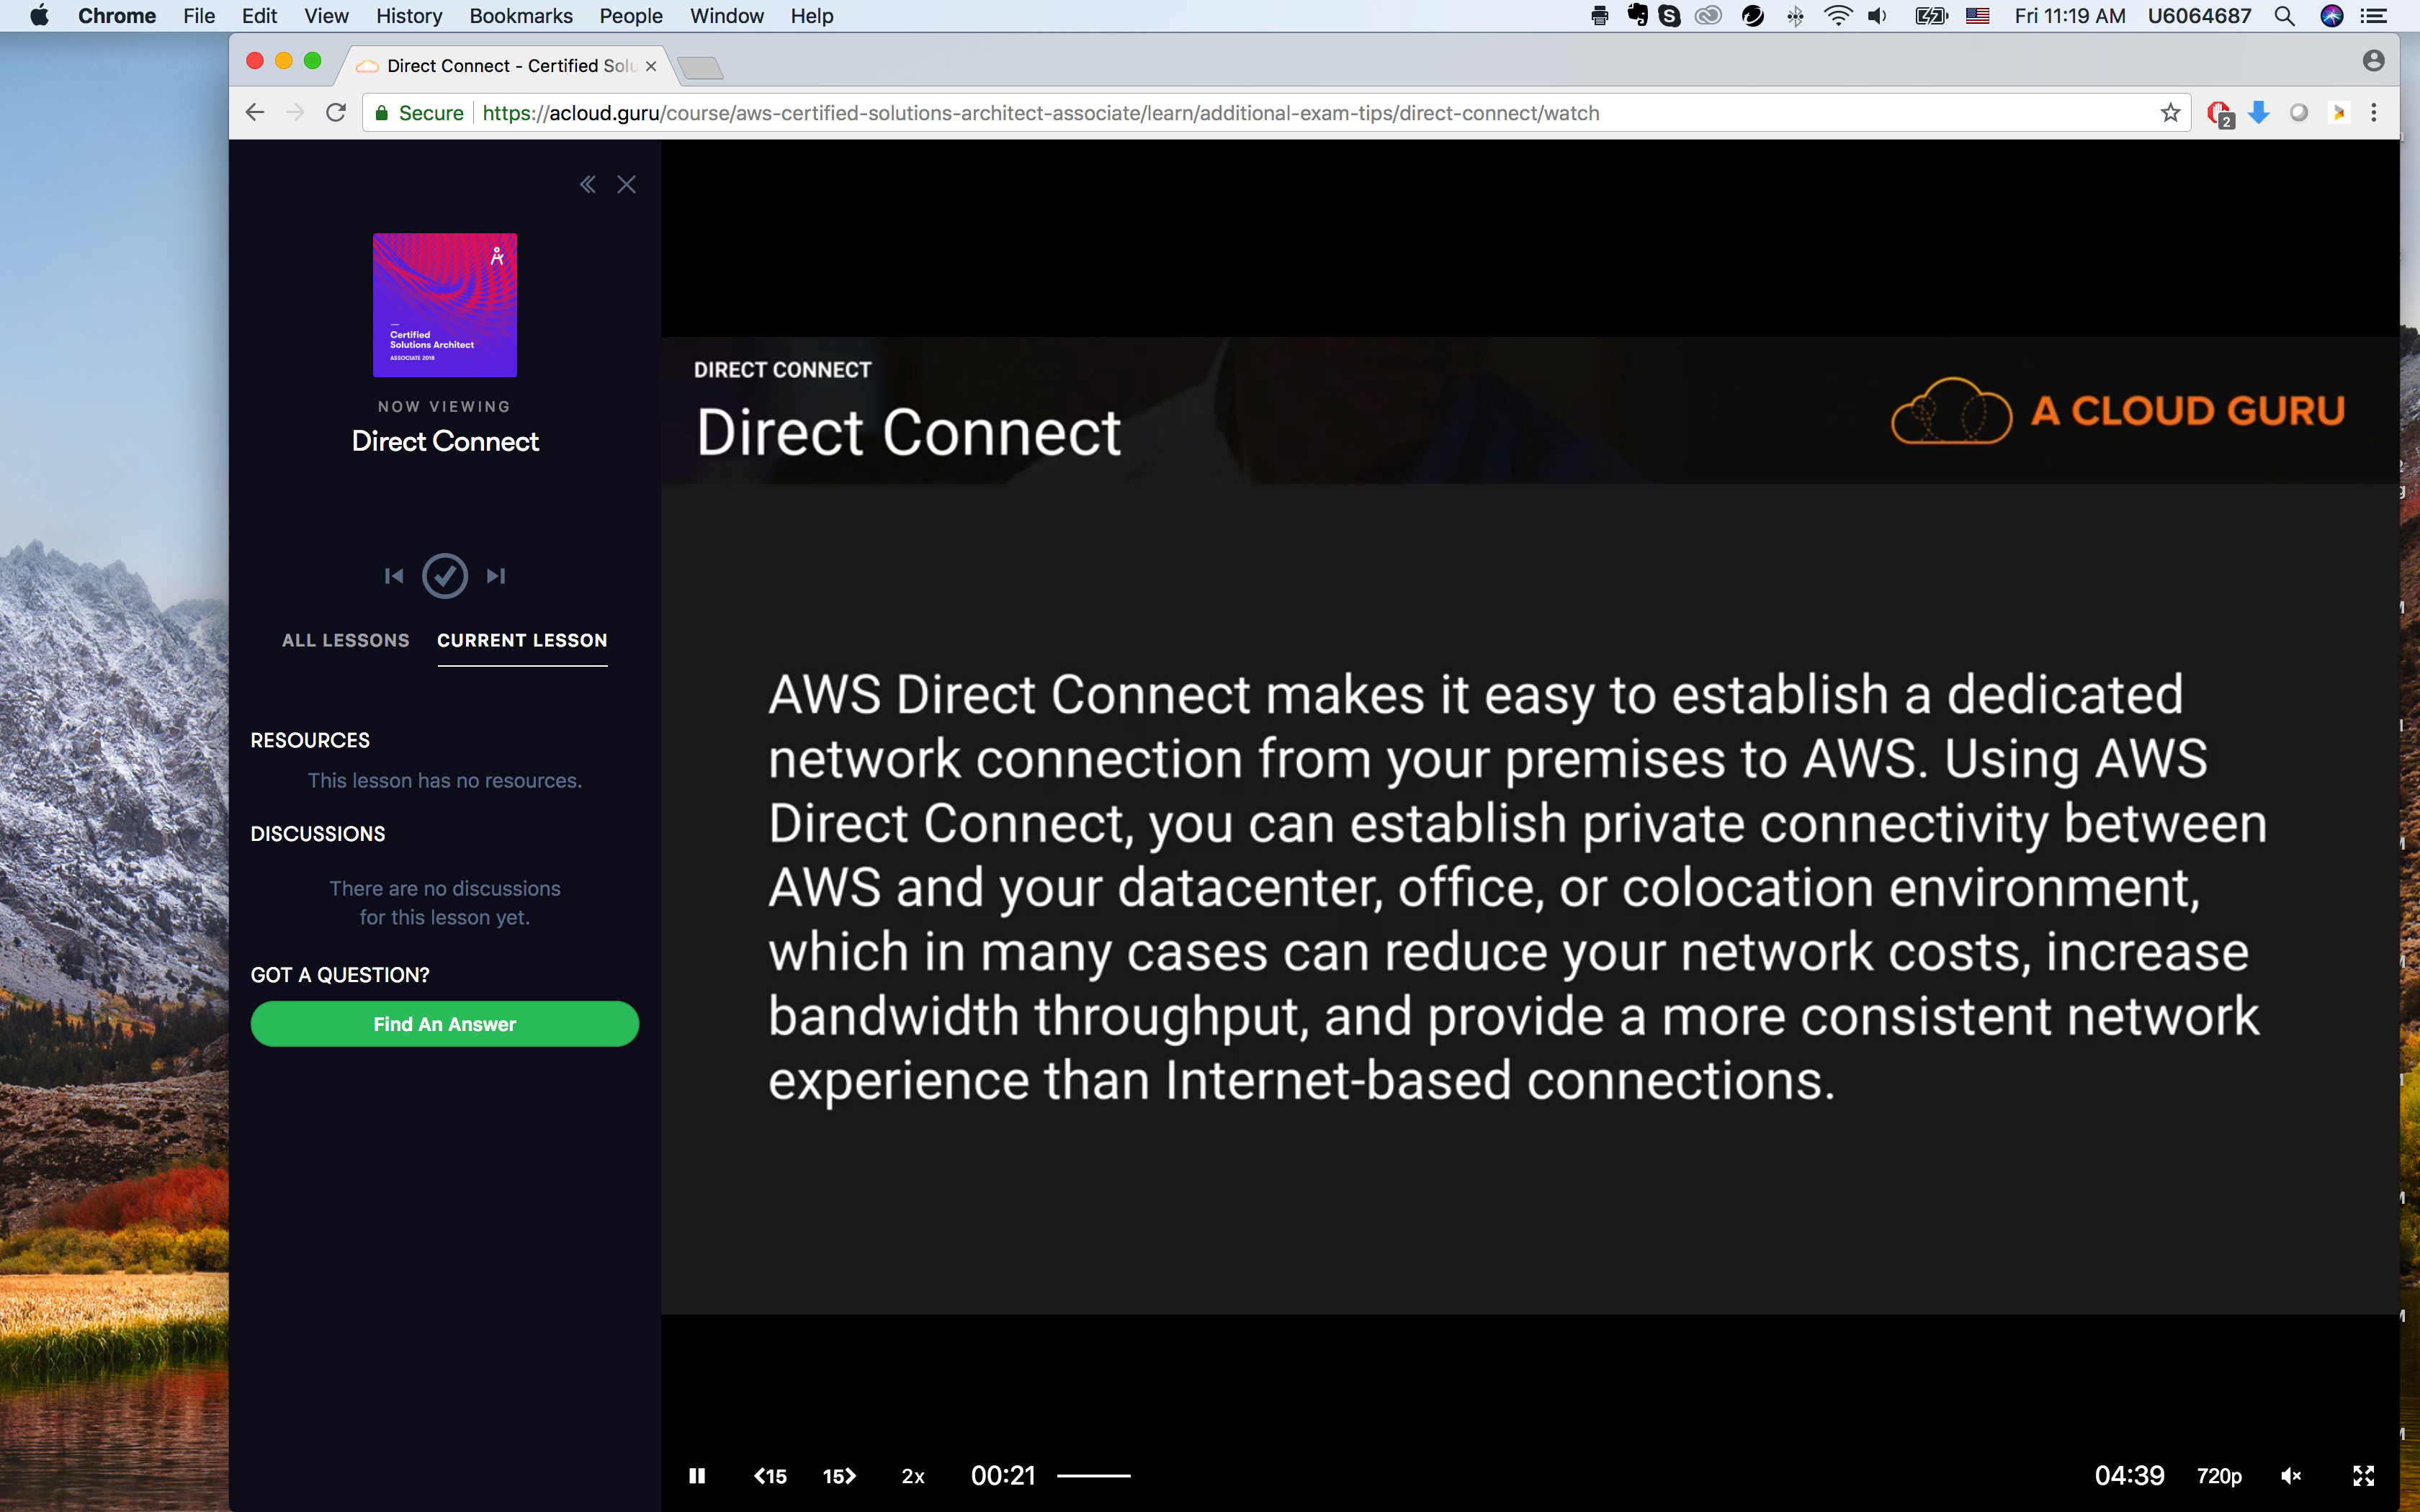 Chrome File Edit View History Bookmarks People Window Help
Fri 11:19 AM U6064687
Direct Connect - Certified Solu
Secure https://acloud.guru/course/aws-certified-solutions-architect-associate/learn/additional-exam-tips/direct-connect/watch
2
Certified
Solutions Architect
ASSOCIATE 2018
NOW VIEWING
Direct Connect
ALL LESSONS CURRENT LESSON
RESOURCES
This lesson has no resources.
DISCUSSIONS
There are no discussions
for this lesson yet.
GOT A QUESTION?
Find An Answer
DIRECT CONNECT
Direct Connect
A CLOUD GURU
AWS Direct Connect makes it easy to establish a dedicated
network connection from your premises to AWS. Using AWS
Direct Connect, you can establish private connectivity between
AWS and your datacenter, office, or colocation environment,
which in many cases can reduce your network costs, increase
bandwidth throughput, and provide a more consistent network
experience than Internet-based connections.
<15 15> 2x 00:21
04:39 720p